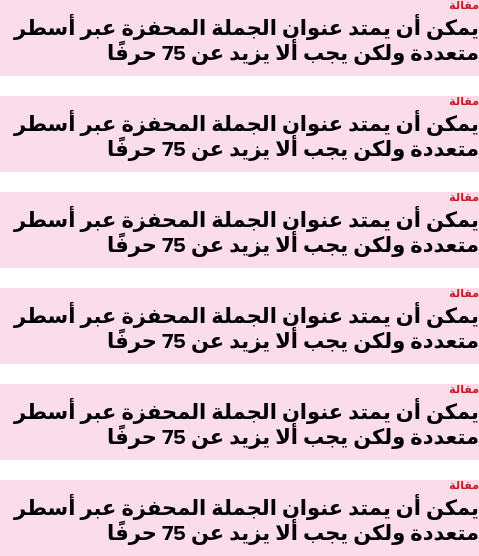 مقالة
يمكن أن يمتد عنوان الجملة المحفزة عبر أسطر
متعددة ولكن يجب ألا يزيد عن 75 حرفًا
مقالة
يمكن أن يمتد عنوان الجملة المحفزة عبر أسطر
متعددة ولكن يجب ألا يزيد عن 75 حرفًا
مقالة
يمكن أن يمتد عنوان الجملة المحفزة عبر أسطر
متعددة ولكن يجب ألا يزيد عن 75 حرفًا
مقالة
يمكن أن يمتد عنوان الجملة المحفزة عبر أسطر
متعددة ولكن يجب ألا يزيد عن 75 حرفًا
مقالة
يمكن أن يمتد عنوان الجملة المحفزة عبر أسطر
متعددة ولكن يجب ألا يزيد عن 75 حرفًا
مقالة
يمكن أن يمتد عنوان الجملة المحفزة عبر أسطر
متعددة ولكن يجب ألا يزيد عن 75 حرفًا